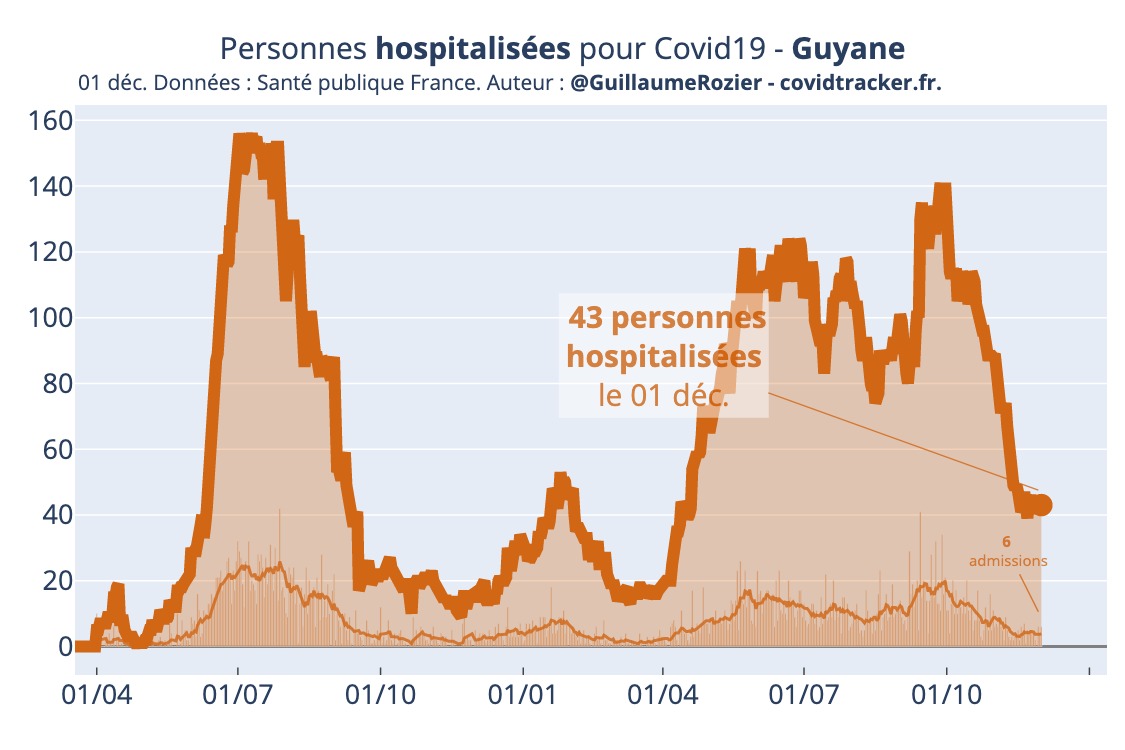 Personnes hospitalisées pour Covid19 - Guyane
01 déc. Données : Santé publique France. Auteur : @GuillaumeRozier - covidtracker.fr.
160
140
120
100
80
60
40
20
0
43 personnes
hospitalisées
le 01 déc.
6
admissions
01/04
01/07
01/10
01/01
01/04
01/07
01/10